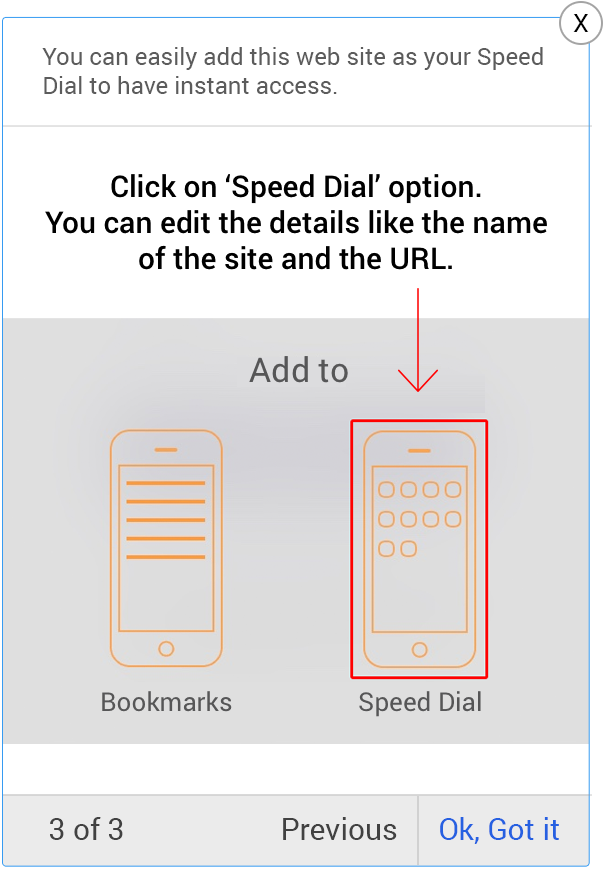 X
You can easily add this web site as your Speed
Dial to have instant access.
Click on ‘Speed Dial’ option.
You can edit the details like the name
of the site and the URL.
Add to
Bookmarks
Speed Dial
3 of 3
Previous
Ok, Got it